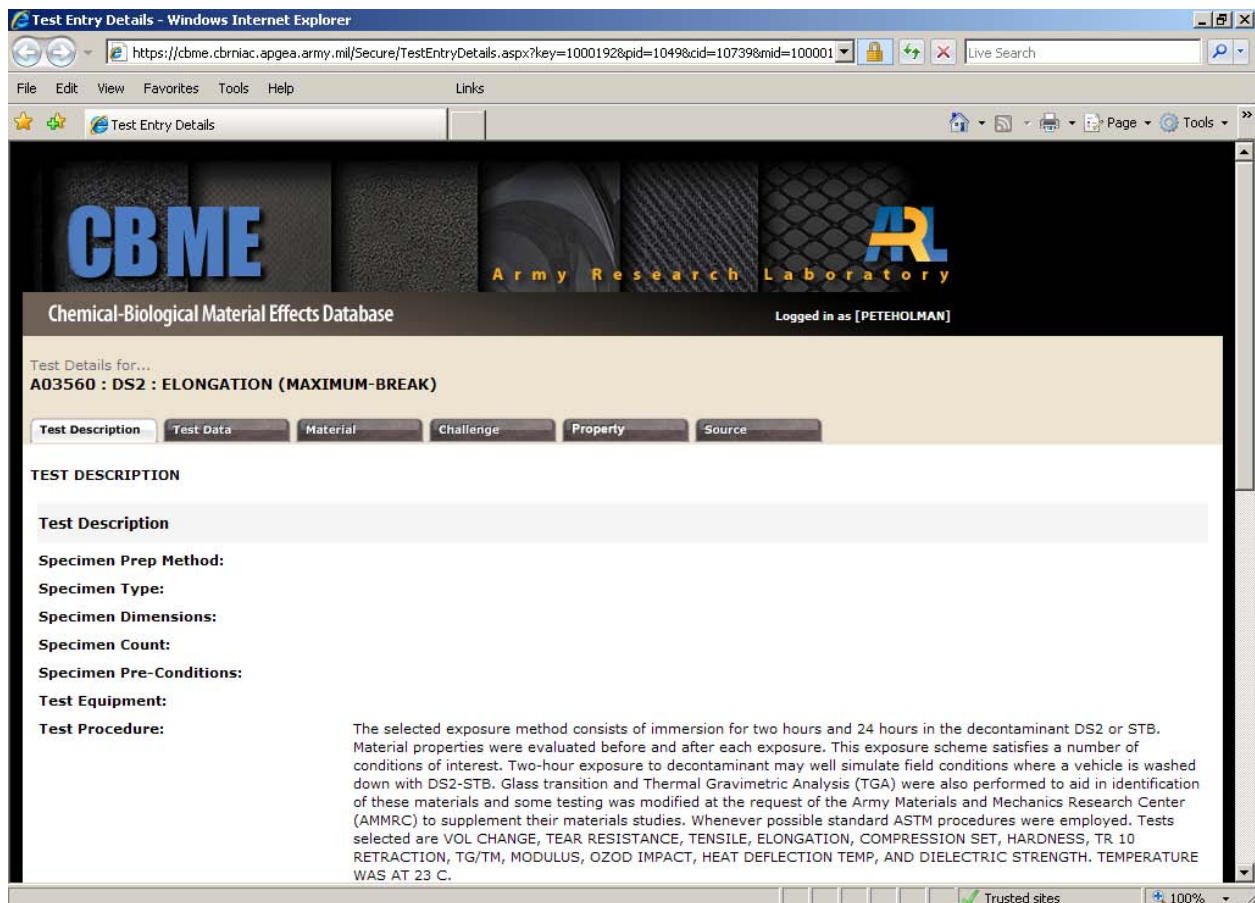 Test Entry Details - Windows Internet Explorer
https://cbme.cbrniac.apgea.army.mil/Secure/TestEntryDetails.aspx?key=1000192&pid=1049&cid=10739&mid=100001
Live Search
File Edit View Favorites Tools Help Links
Test Entry Details
Page Tools
CBME
ARL
Army Research Laboratory
Chemical-Biological Material Effects Database
Logged in as [PETEHOLMAN]
Test Details for...
A03560 : DS2 : ELONGATION (MAXIMUM-BREAK)
Test Description Test Data Material Challenge Property Source
TEST DESCRIPTION
Test Description
Specimen Prep Method:
Specimen Type:
Specimen Dimensions:
Specimen Count:
Specimen Pre-Conditions:
Test Equipment:
Test Procedure: The selected exposure method consists of immersion for two hours and 24 hours in the decontaminant DS2 or STB.
Material properties were evaluated before and after each exposure. This exposure scheme satisfies a number of
conditions of interest. Two-hour exposure to decontaminant may well simulate field conditions where a vehicle is washed
down with DS2-STB. Glass transition and Thermal Gravimetric Analysis (TGA) were also performed to aid in identification
of these materials and some testing was modified at the request of the Army Materials and Mechanics Research Center
(AMMRC) to supplement their materials studies. Whenever possible standard ASTM procedures were employed. Tests
selected are VOL CHANGE, TEAR RESISTANCE, TENSILE, ELONGATION, COMPRESSION SET, HARDNESS, TR 10
RETRACTION, TG/TM, MODULUS, OZOD IMPACT, HEAT DEFLECTION TEMP, AND DIELECTRIC STRENGTH. TEMPERATURE
WAS AT 23 C.
Trusted sites
100%